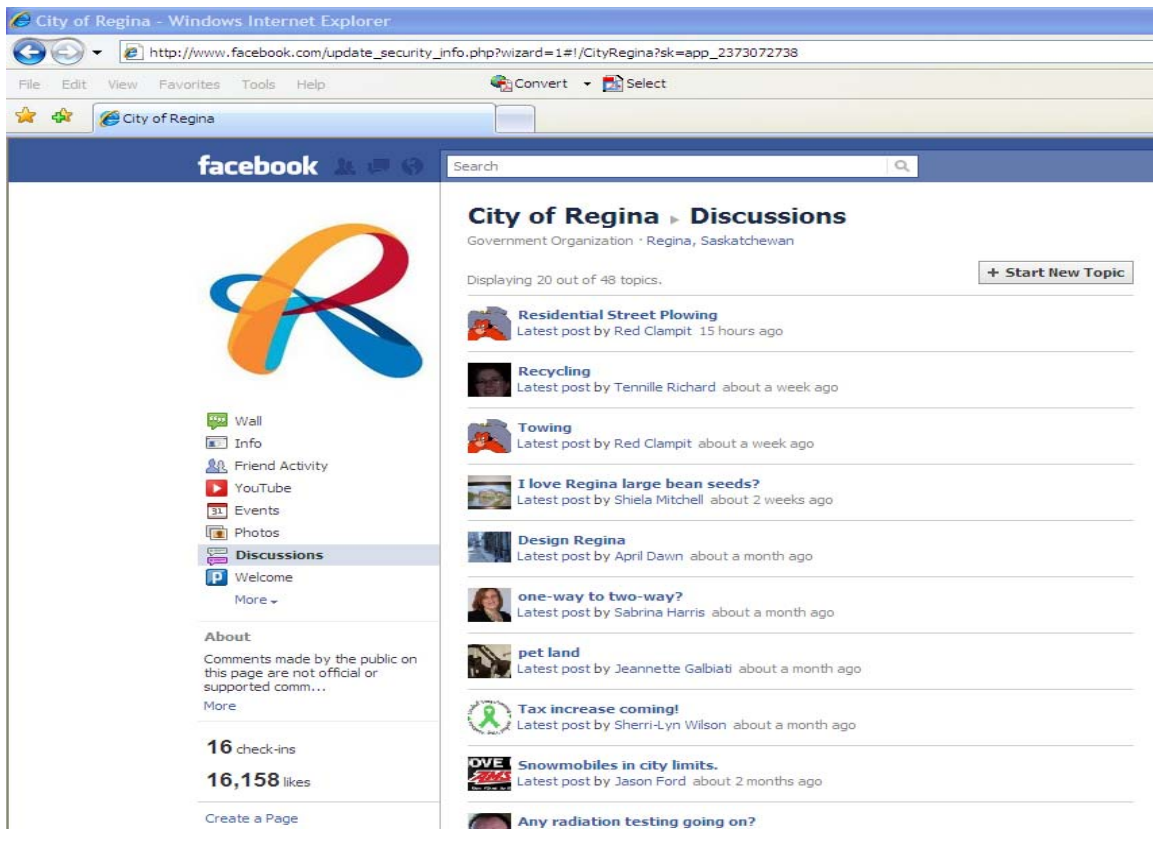 City of Regina - Windows Internet Explorer
http://www.facebook.com/update_security_info.php?wizard=1#!/CityRegina?sk=app_2373072738
File Edit View Favorites Tools Help Convert Select
City of Regina
facebook Search
City of Regina ▸ Discussions
Government Organization · Regina, Saskatchewan
Displaying 20 out of 48 topics.
+ Start New Topic
Residential Street Plowing
Latest post by Red Clampit 15 hours ago
Recycling
Latest post by Tennille Richard about a week ago
Towing
Latest post by Red Clampit about a week ago
I love Regina large bean seeds?
Latest post by Shiela Mitchell about 2 weeks ago
Design Regina
Latest post by April Dawn about a month ago
one-way to two-way?
Latest post by Sabrina Harris about a month ago
pet land
Latest post by Jeannette Galbiati about a month ago
Tax increase coming!
Latest post by Sherri-Lyn Wilson about a month ago
Snowmobiles in city limits.
Latest post by Jason Ford about 2 months ago
Any radiation testing going on?
Wall
Info
Friend Activity
YouTube
31 Events
Photos
Discussions
Welcome
More
About
Comments made by the public on
this page are not official or
supported comm...
More
16 check-ins
16,158 likes
Create a Page